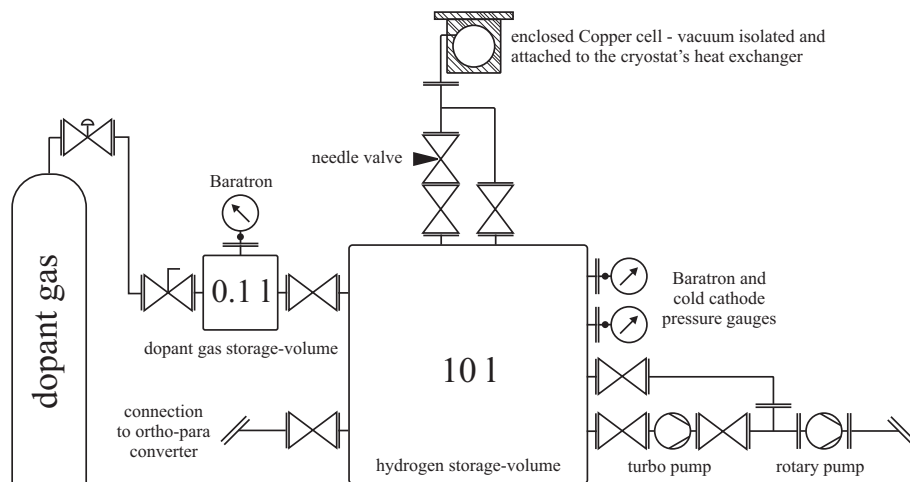 enclosed Copper cell - vacuum isolated and
attached to the cryostat's heat exchanger
needle valve
Baratron
dopant gas
0.1 l
dopant gas storage-volume
Baratron and
cold cathode
pressure gauges
10 l
connection
to ortho-para
converter
hydrogen storage-volume
turbo pump
rotary pump